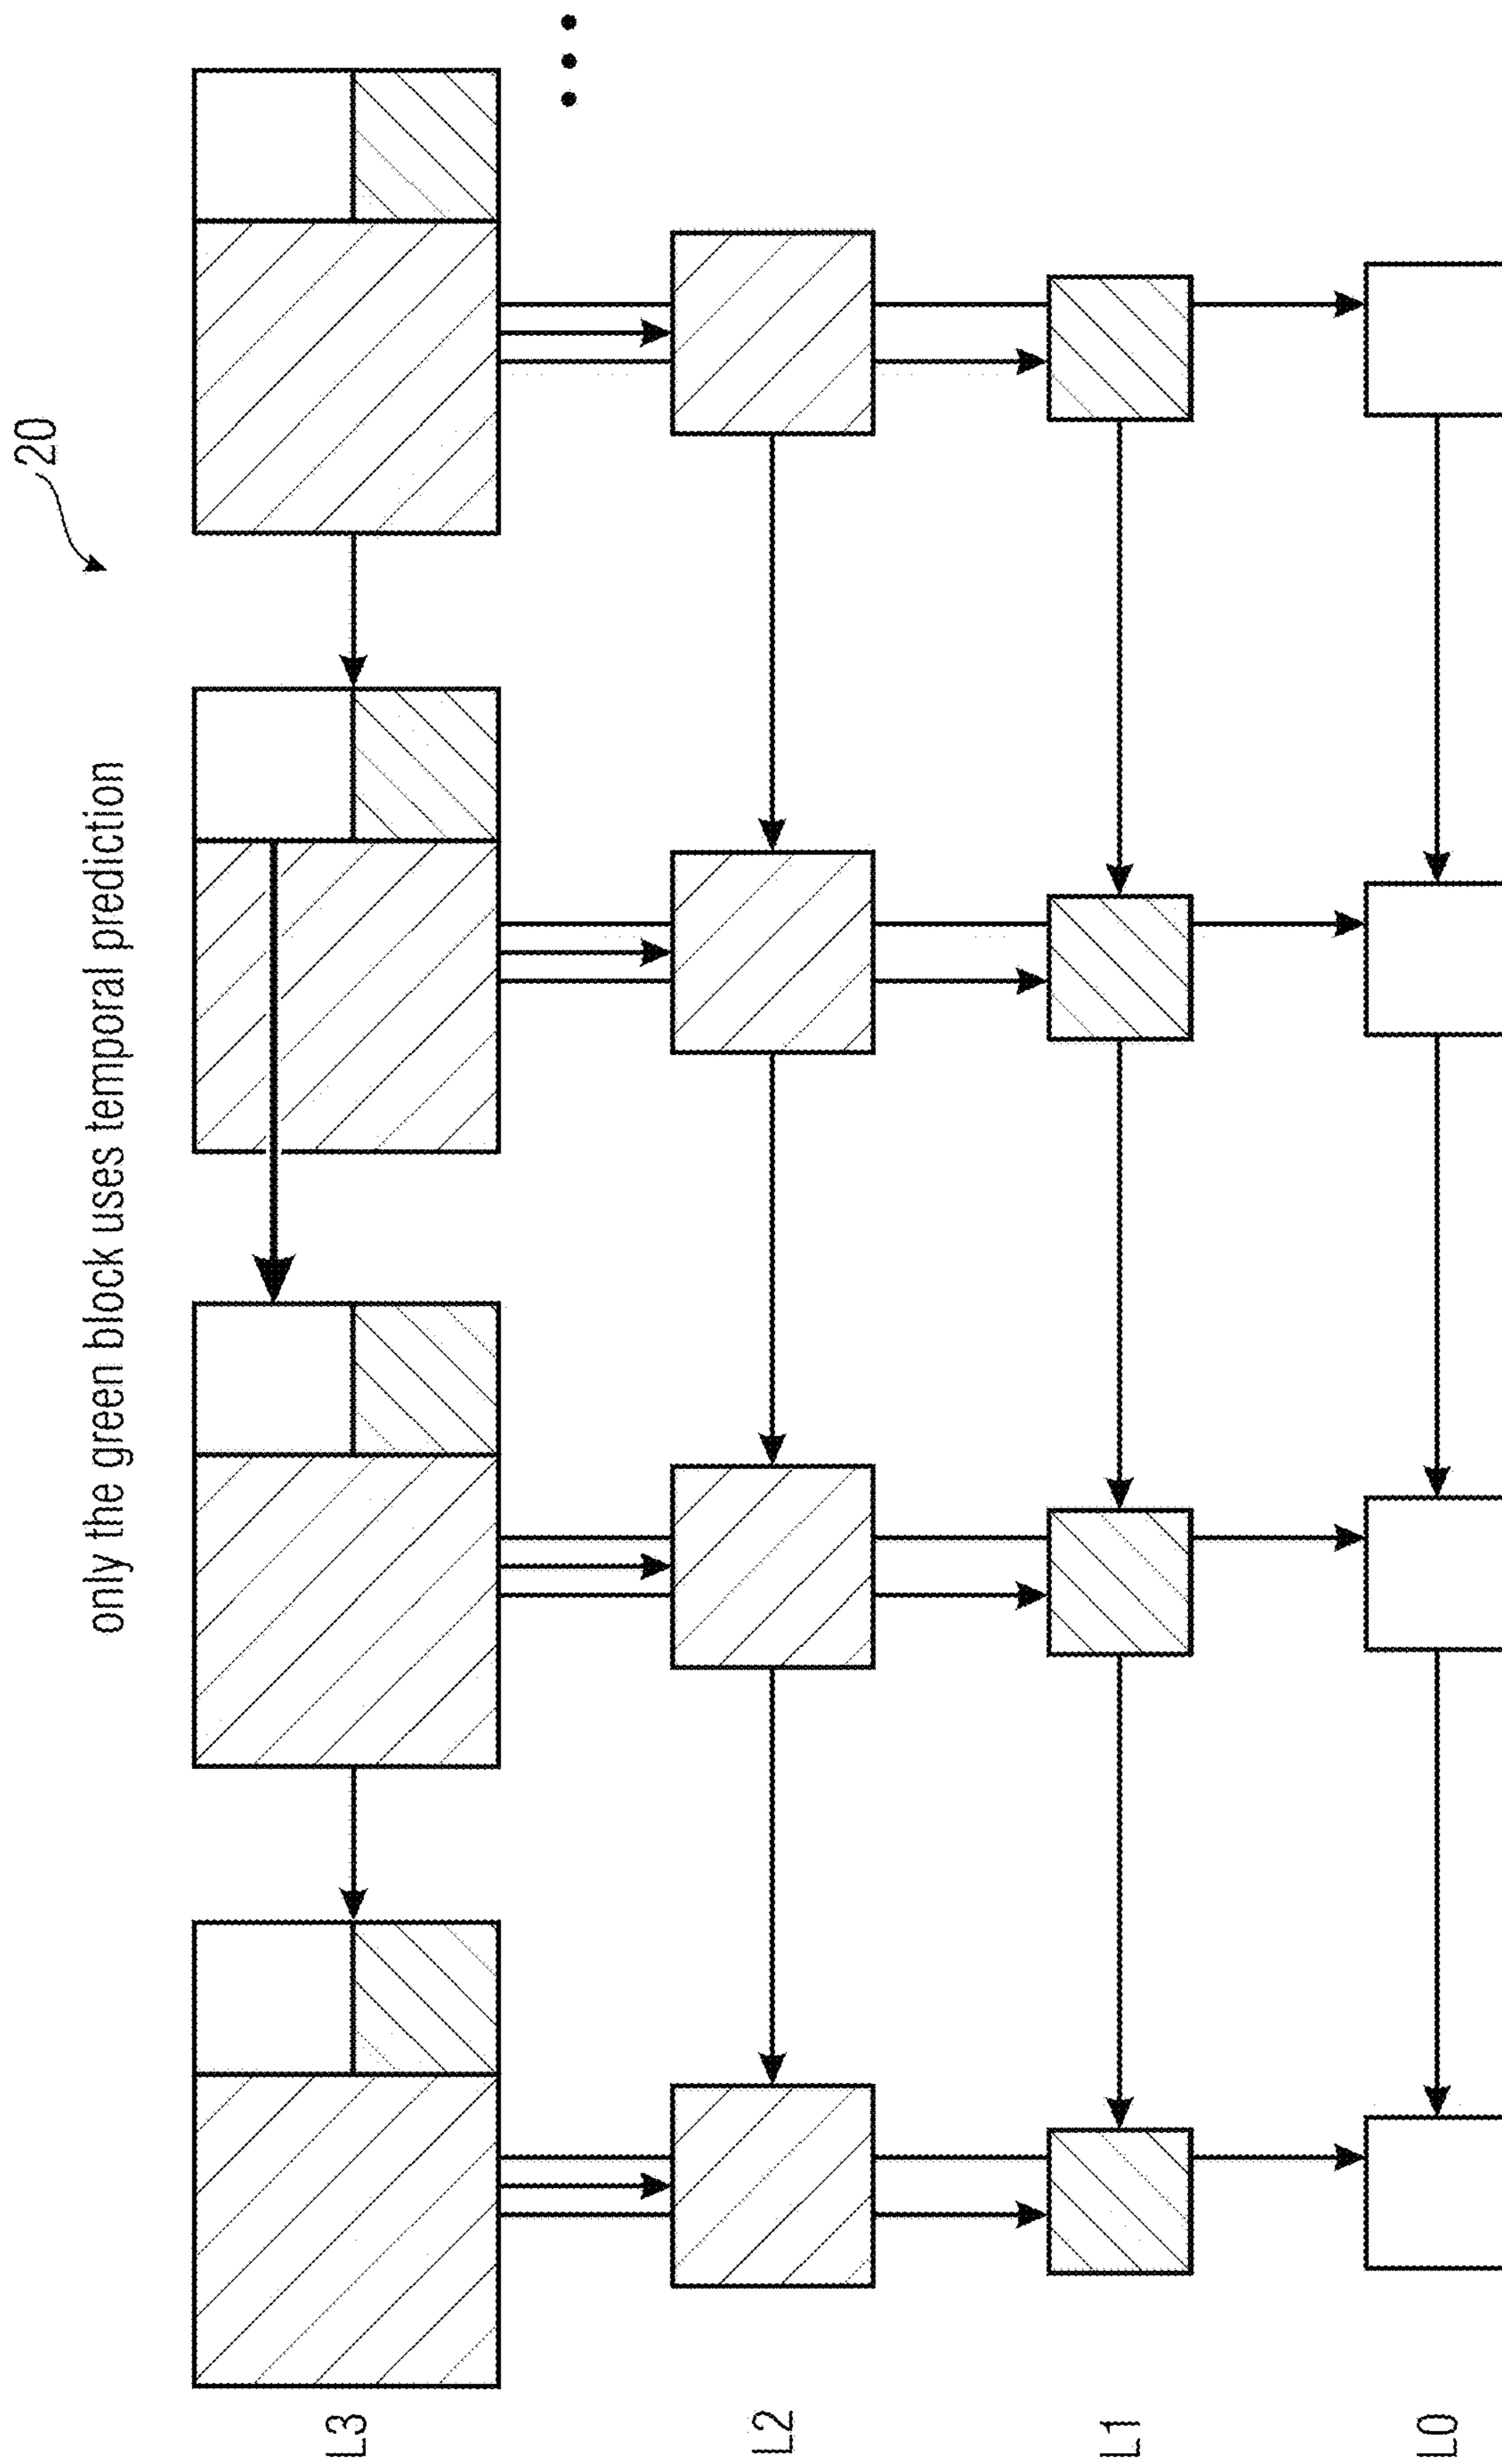 20
only the green block uses temporal prediction
L3
L2
L1
L0